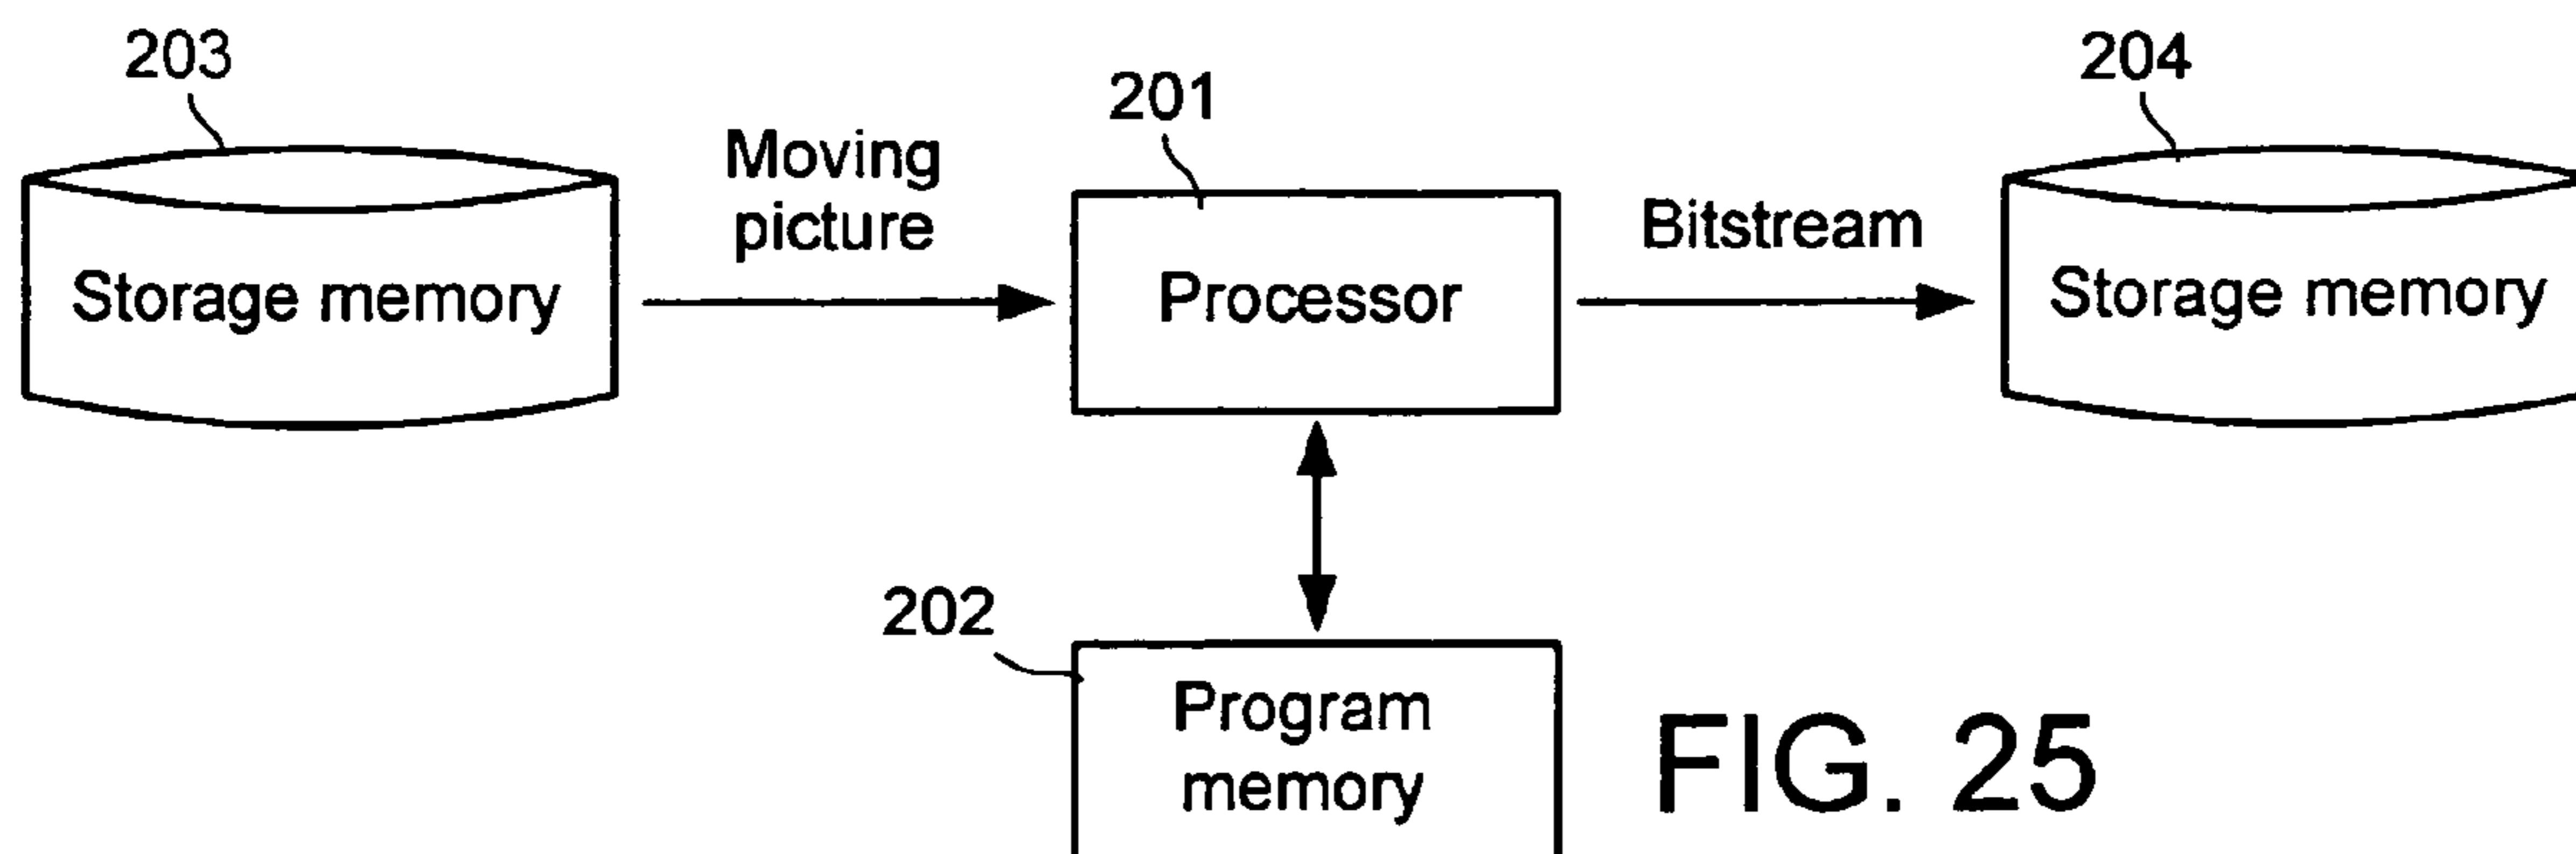 203
201
204
Moving
picture
Bitstream
Storage memory
Processor
Storage memory
202
Program
memory
FIG. 25